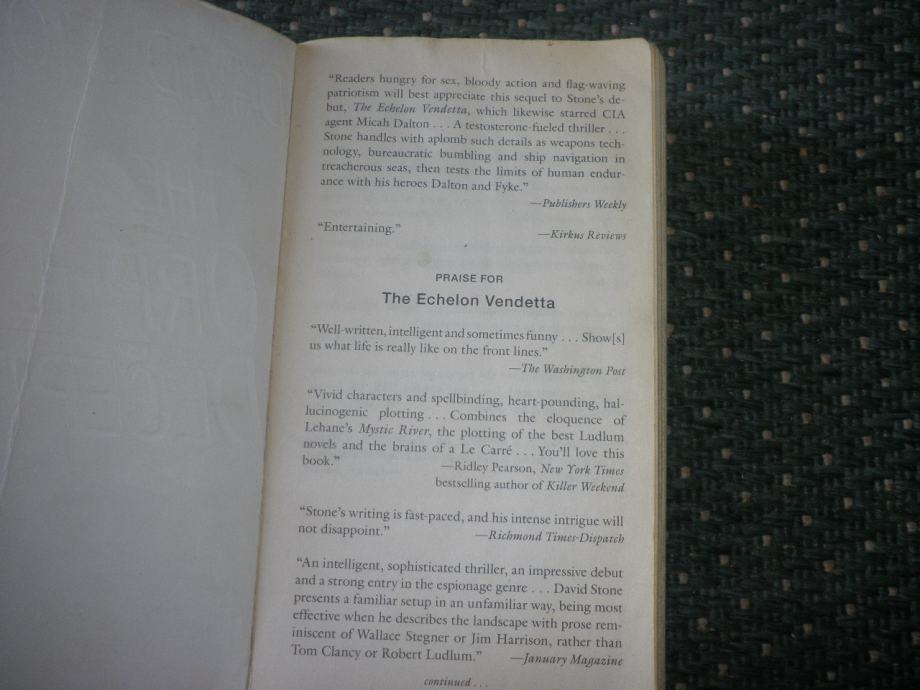 “Readers hungry for sex, bloody action and flag-waving
patriotism will best appreciate this sequel to Stone’s de-
but, The Echelon Vendetta, which likewise starred CIA
agent Micah Dalton . . . A testosterone-fueled thriller . . .
Stone handles with aplomb such details as weapons tech-
nology, bureaucratic bumbling and ship navigation in
treacherous seas, then tests the limits of human endur-
ance with his heroes Dalton and Fyke.”
—Publishers Weekly
“Entertaining.” —Kirkus Reviews
PRAISE FOR
The Echelon Vendetta
“Well-written, intelligent and sometimes funny . . . Show[s]
us what life is really like on the front lines.”
—The Washington Post
“Vivid characters and spellbinding, heart-pounding, hal-
lucinogenic plotting . . . Combines the eloquence of
Lehane’s Mystic River, the plotting of the best Ludlum
novels and the brains of a Le Carré . . . You’ll love this
book.” —Ridley Pearson, New York Times
bestselling author of Killer Weekend
“Stone’s writing is fast-paced, and his intense intrigue will
not disappoint.” —Richmond Times-Dispatch
“An intelligent, sophisticated thriller, an impressive debut
and a strong entry in the espionage genre . . . David Stone
presents a familiar setup in an unfamiliar way, being most
effective when he describes the landscape with prose rem-
iniscent of Wallace Stegner or Jim Harrison, rather than
Tom Clancy or Robert Ludlum.” —January Magazine
continued . . .